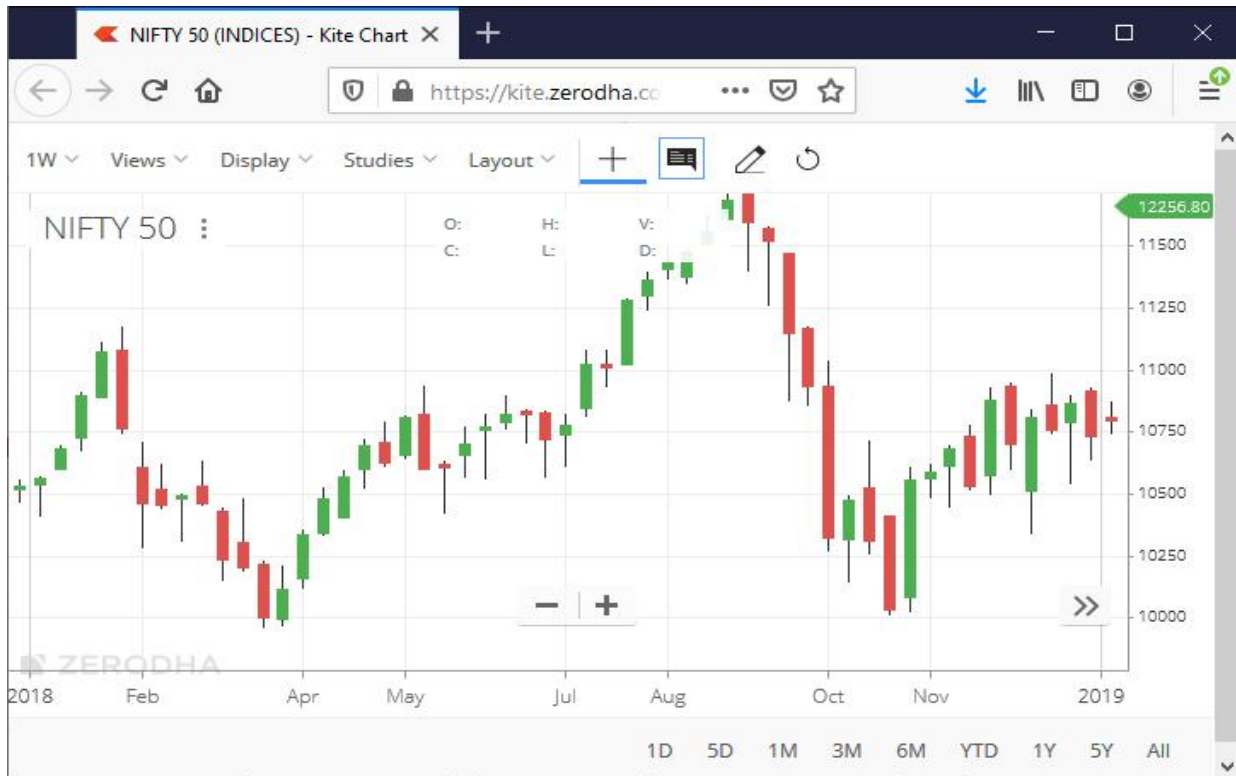 NIFTY 50 (INDICES) - Kite Chart
https://kite.zerodha.co
1W Views Display Studies Layout
NIFTY 50
O: H: V:
C: L: D:
12256.80
11500
11250
11000
10750
10500
10250
10000
ZERODHA
2018 Feb Apr May Jul Aug Oct Nov 2019
1D 5D 1M 3M 6M YTD 1Y 5Y All